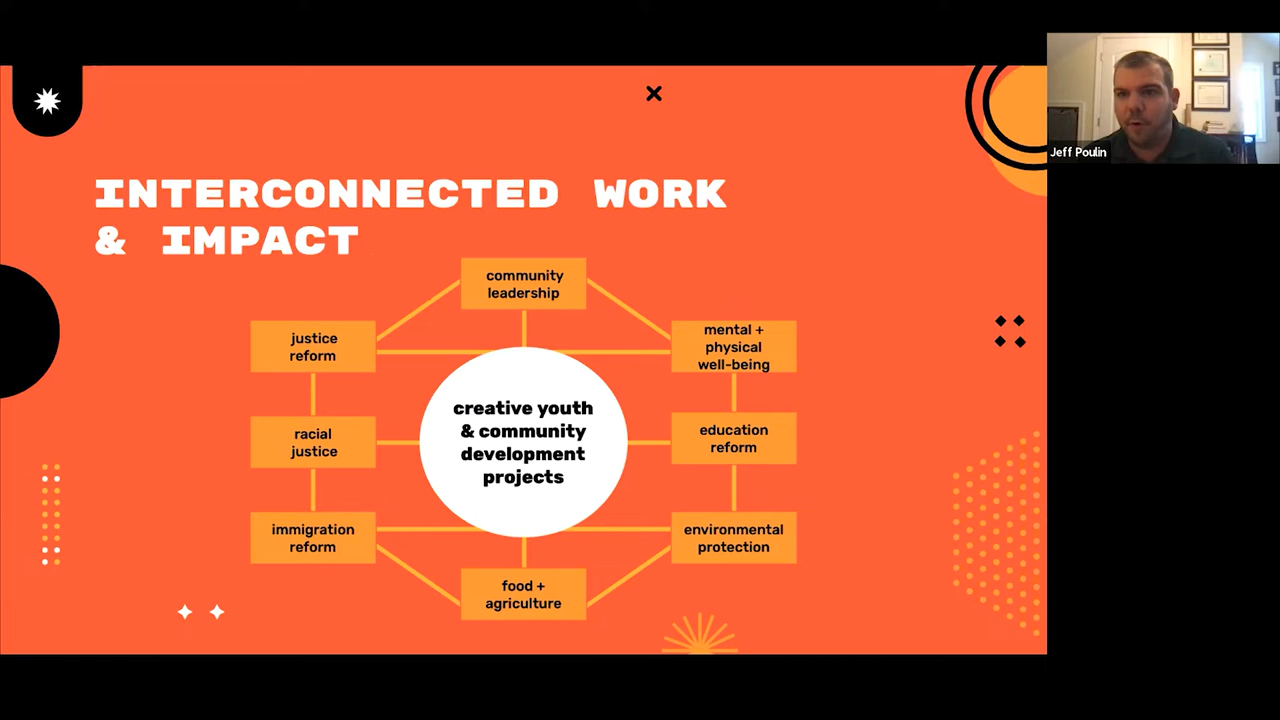 INTERCONNECTED WORK
& IMPACT
community
leadership
justice
reform
mental +
physical
well-being
creative youth
& community
development
projects
racial
justice
education
reform
immigration
reform
environmental
protection
food +
agriculture
Jeff Poulin